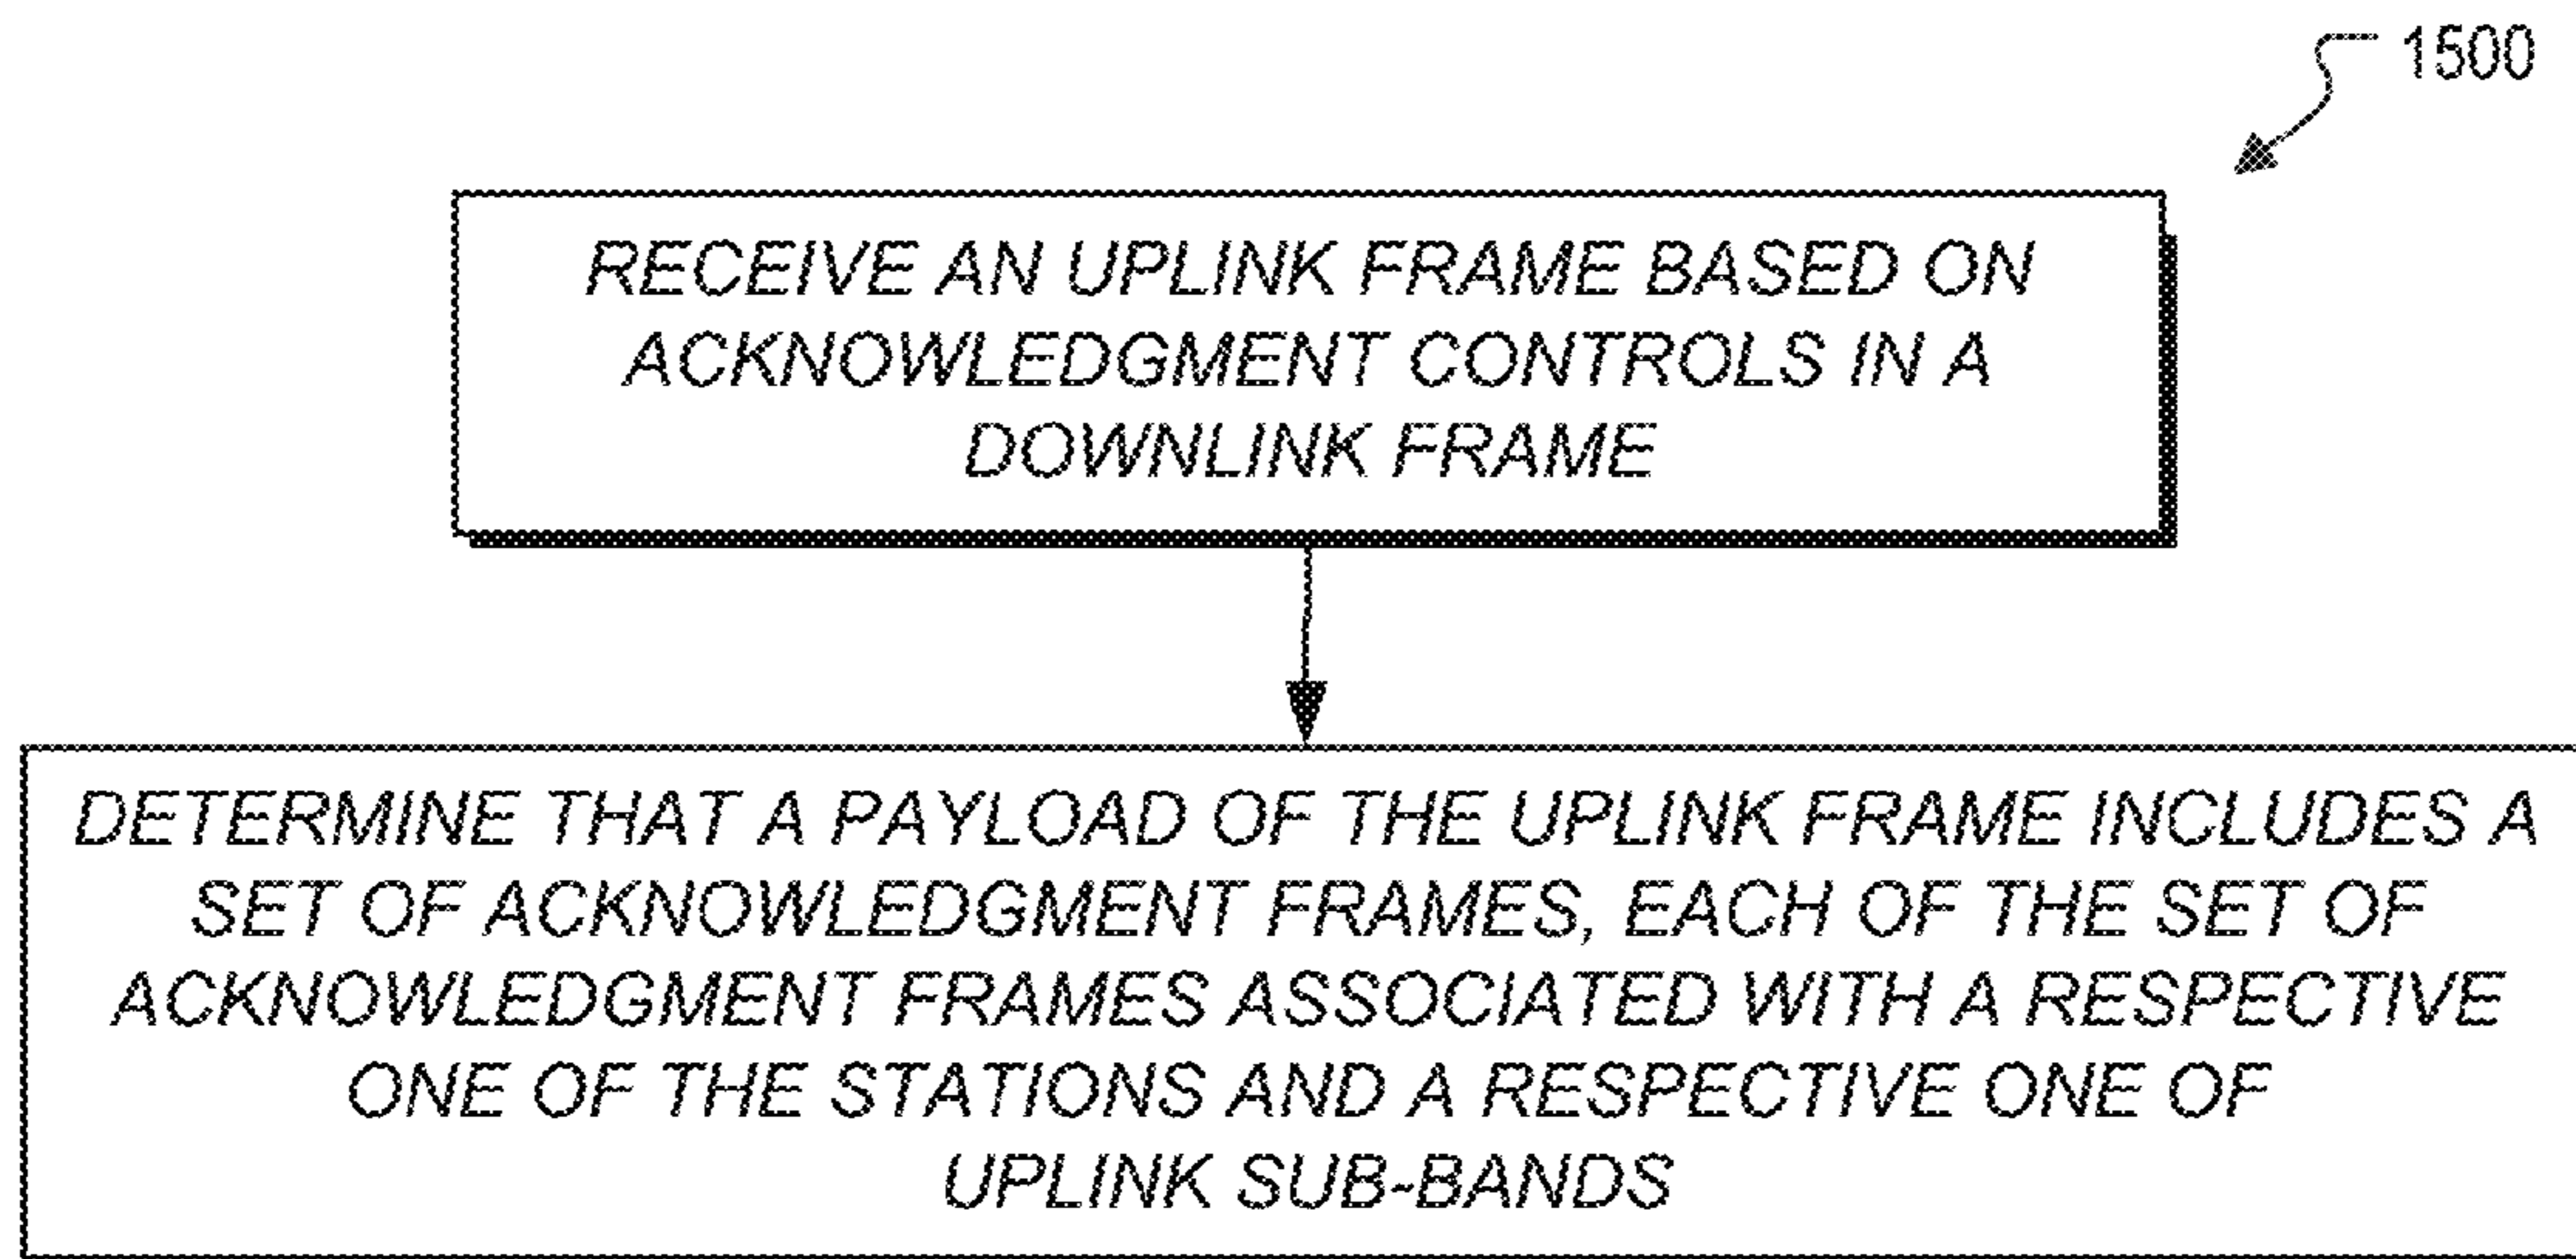 1500
RECEIVE AN UPLINK FRAME BASED ON
ACKNOWLEDGMENT CONTROLS IN A
DOWNLINK FRAME
DETERMINE THAT A PAYLOAD OF THE UPLINK FRAME INCLUDES A
SET OF ACKNOWLEDGMENT FRAMES, EACH OF THE SET OF
ACKNOWLEDGMENT FRAMES ASSOCIATED WITH A RESPECTIVE
ONE OF THE STATIONS AND A RESPECTIVE ONE OF
UPLINK SUB-BANDS